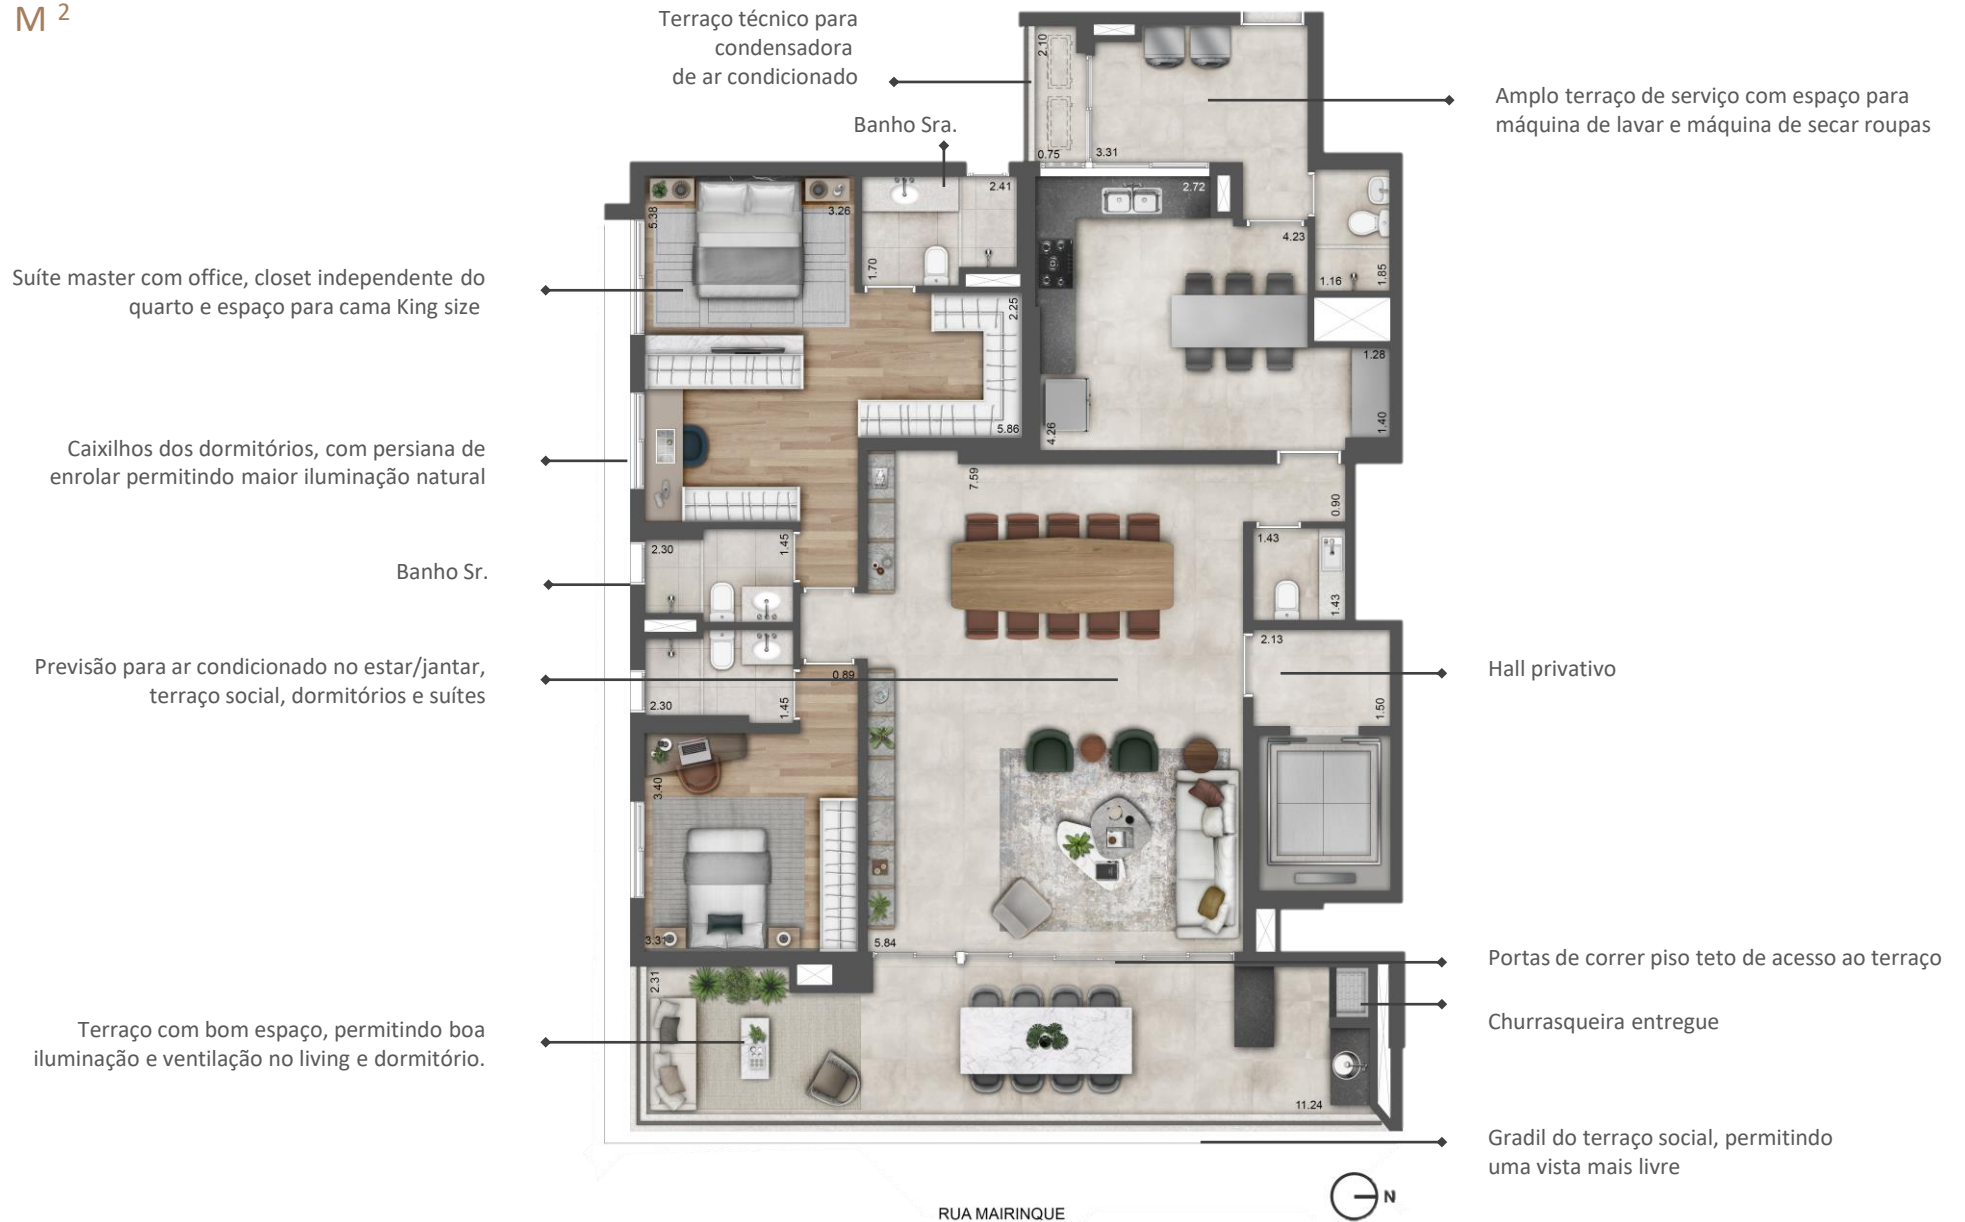 M ²
Terraço técnico para
condensadora
de ar condicionado
Banho Sra.
Amplo terraço de serviço com espaço para
máquina de lavar e máquina de secar roupas
Suíte master com office, closet independente do
quarto e espaço para cama King size
Caixilhos dos dormitórios, com persiana de
enrolar permitindo maior iluminação natural
Banho Sr.
Previsão para ar condicionado no estar/jantar,
terraço social, dormitórios e suítes
Hall privativo
Portas de correr piso teto de acesso ao terraço
Churrasqueira entregue
Terraço com bom espaço, permitindo boa
iluminação e ventilação no living e dormitório.
Gradil do terraço social, permitindo
uma vista mais livre
2.10
0.75
3.31
2.41
2.72
5.38
3.26
1.70
4.23
1.16
1.85
2.25
1.28
1.40
5.86
4.26
7.59
0.90
2.30
1.45
1.43
1.43
2.13
0.89
2.30
1.45
1.50
3.40
3.31
5.84
2.31
11.24
N
RUA MAIRINQUE